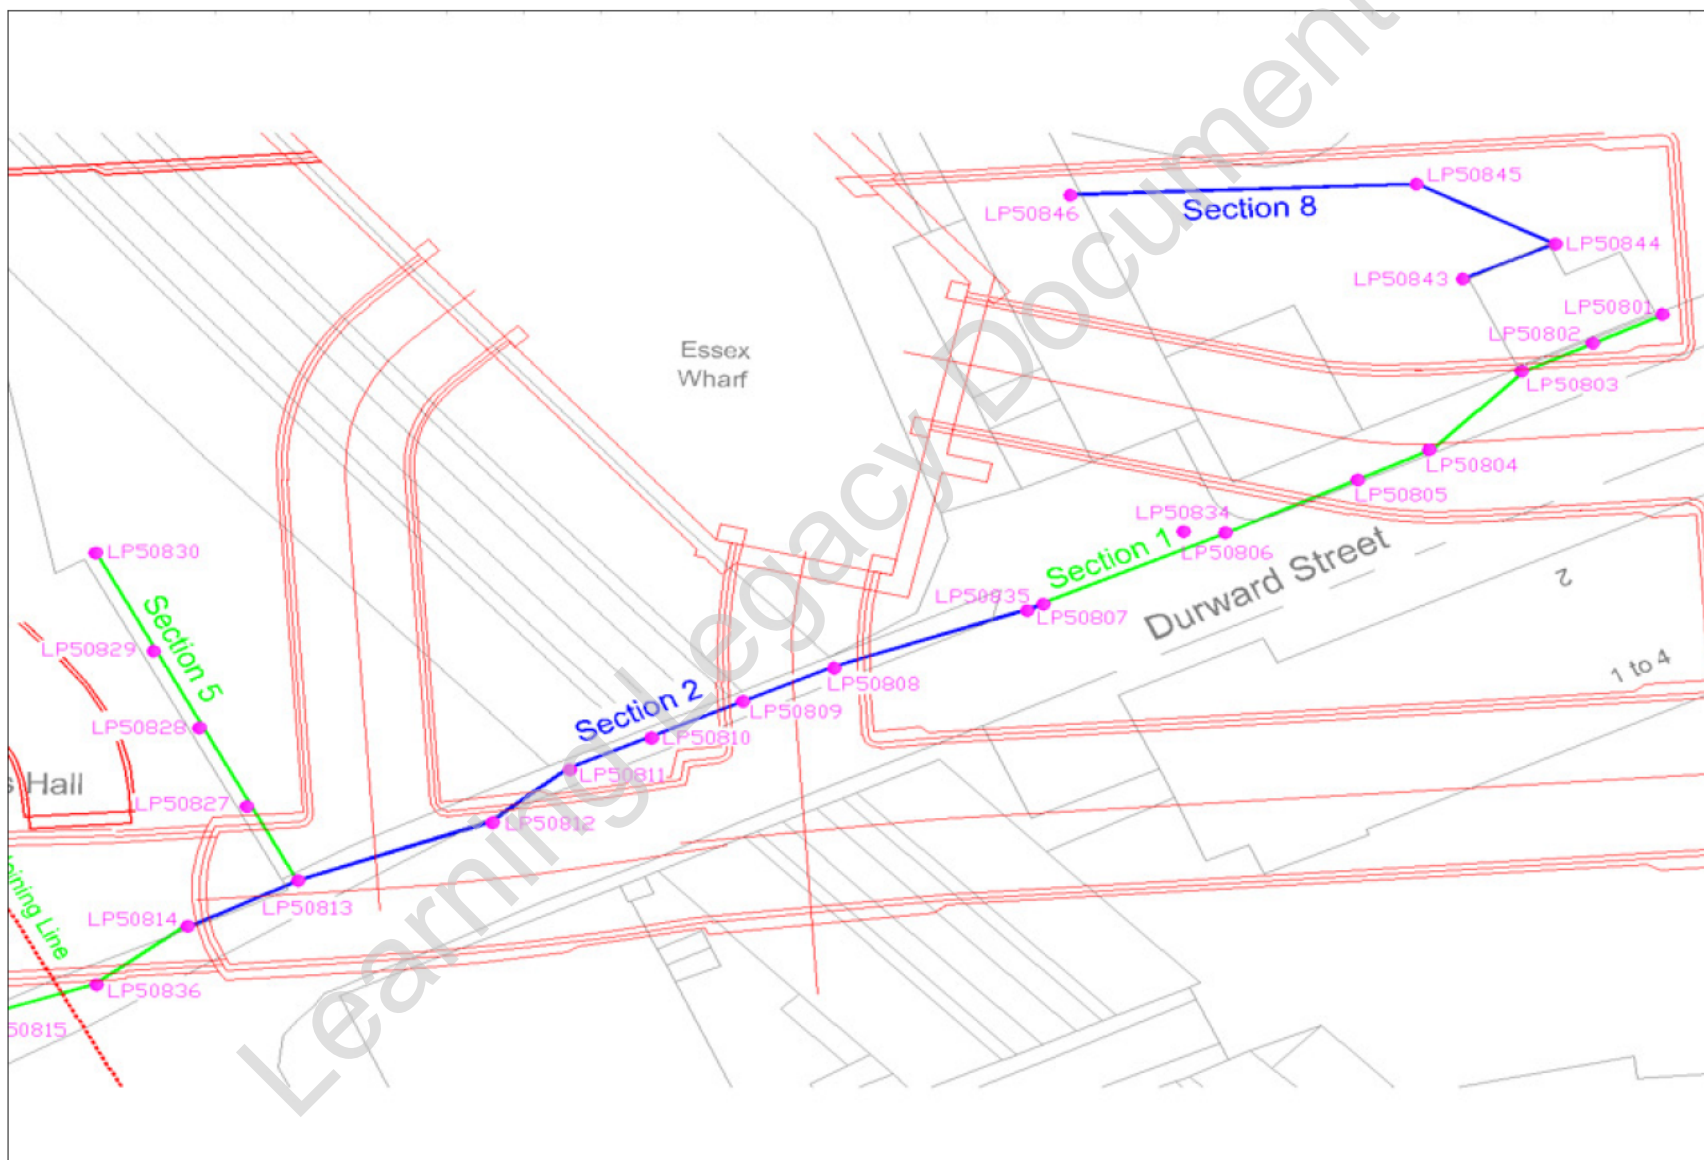 LP50845
LP50846
Section 8
LP50844
LP50843
LP50801
LP50802
Essex
Wharf
LP50803
LP50804
LP50805
LP50834
LP50806
Section 1
Durward Street
2
LP50830
LP50835
LP50807
Section 5
LP50829
1 to 4
LP50808
Section 2
LP50809
LP50828
LP50810
LP50811
s Hall
LP50827
LP50812
LP50813
LP50814
oining Line
LP50836
50815
Learning Legacy Document